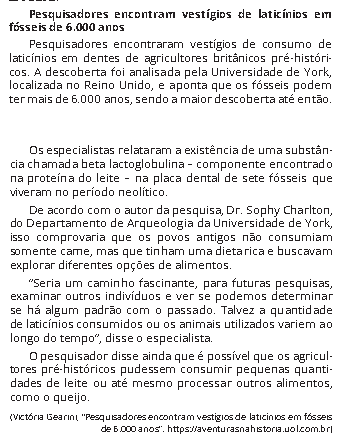 Pesquisadores encontram vestígios de laticínios em
fósseis de 6.000 anos
Pesquisadores encontraram vestígios de consumo de
laticínios em dentes de agricultores britânicos pré-históri-
cos. A descoberta foi analisada pela Universidade de York,
localizada no Reino Unido, e aponta que os fósseis podem
ter mais de 6.000 anos, sendo a maior descoberta até então.
Os especialistas relataram a existência de uma substân-
cia chamada beta lactoglobulina – componente encontrado
na proteína do leite – na placa dental de sete fósseis que
viveram no período neolítico.
De acordo com o autor da pesquisa, Dr. Sophy Charlton,
do Departamento de Arqueologia da Universidade de York,
isso comprovaria que os povos antigos não consumiam
somente carne, mas que tinham uma dieta rica e buscavam
explorar diferentes opções de alimentos.
“Seria um caminho fascinante, para futuras pesquisas,
examinar outros indivíduos e ver se podemos determinar
se há algum padrão com o passado. Talvez a quantidade
de laticínios consumidos ou os animais utilizados variem ao
longo do tempo”, disse o especialista.
O pesquisador disse ainda que é possível que os agricul-
tores pré-históricos pudessem consumir pequenas quanti-
dades de leite ou até mesmo processar outros alimentos,
como o queijo.
(Victória Gearini, “Pesquisadores encontram vestígios de laticínios em fósseis
de 6.000 anos”. https://aventurasnahistoria.uol.com.br)